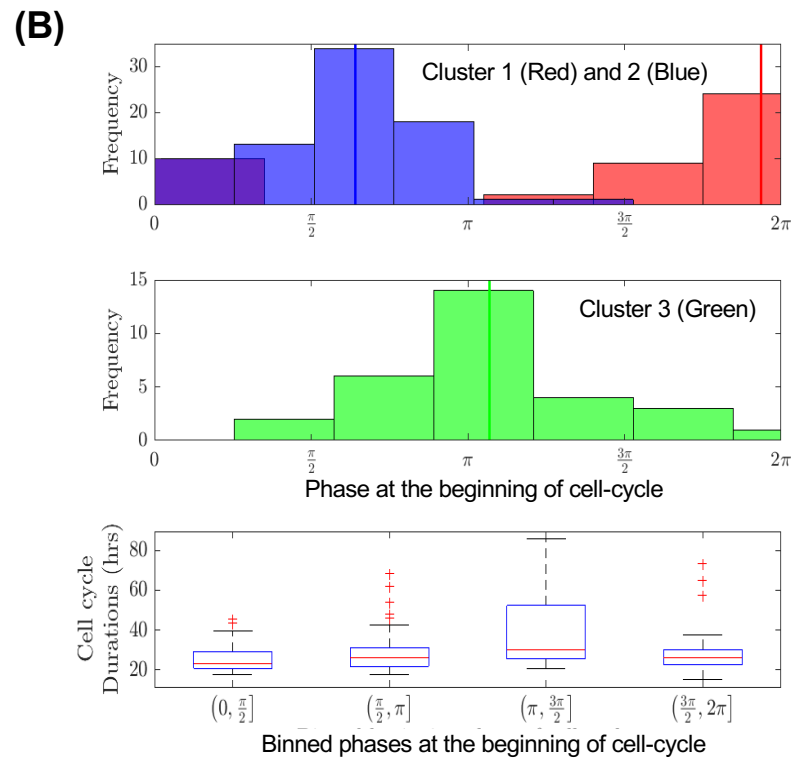 (B)
Cluster 1 (Red) and 2 (Blue)
Frequency
30
20
10
0
0 π/2 π 3π/2 2π
Cluster 3 (Green)
Frequency
15
10
5
0
0 π/2 π 3π/2 2π
Phase at the beginning of cell-cycle
Cell cycle
Durations (hrs)
80
60
40
20
(0, π/2] (π/2, π] (π, 3π/2] (3π/2, 2π]
Binned phases at the beginning of cell-cycle